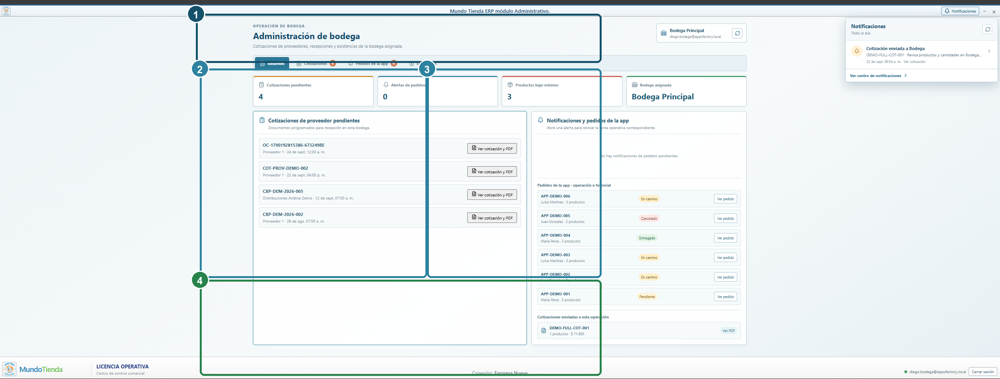 Mundo Tienda ERP módulo Administrativo.
Notificaciones
1
OPERACIÓN DE BODEGA
Administración de bodega
Cotizaciones de proveedores, recepciones y existencias de la bodega asignada.
Bodega Principal
diego.bodega@appsfactory.local
Notificaciones
Todo al día
Cotización enviada a Bodega
DEMO-FULL-COT-001 · Revisa productos y cantidades en Bodega...
22 de sept, 09:54 a. m. · Ver cotización
Ver centro de notificaciones
Resumen
Cotizaciones
Pedidos de la app
2
3
Cotizaciones pendientes
4
Alertas de pedidos
0
Productos bajo mínimo
3
Bodega asignada
Bodega Principal
Cotizaciones de proveedor pendientes
Documentos programados para recepción en esta bodega.
OC-1790192815386-673249BE
Proveedor 1 · 24 de sept, 12:00 a. m.
Ver cotización y PDF
COT-PROV-DEMO-002
Proveedor 1 · 22 de sept, 04:00 p. m.
Ver cotización y PDF
CXP-DEM-2026-005
Distribuciones Andina Demo · 12 de sept, 07:00 a. m.
Ver cotización y PDF
CXP-DEM-2026-002
Proveedor 1 · 28 de ago, 07:00 a. m.
Ver cotización y PDF
Notificaciones y pedidos de la app
Abre una alerta para revisar la tarea operativa correspondiente.
No hay notificaciones de pedidos pendientes.
Pedidos de la app · operación e historial
APP-DEMO-006
Luisa Martinez · 3 productos
En camino
Ver pedido
APP-DEMO-005
Juan Gonzalez · 2 productos
Cancelado
Ver pedido
APP-DEMO-004
Maria Perez · 3 productos
Entregado
Ver pedido
APP-DEMO-003
Luisa Martinez · 2 productos
En camino
Ver pedido
APP-DEMO-002
En camino
Ver pedido
APP-DEMO-001
Maria Perez · 2 productos
Pendiente
Ver pedido
Cotizaciones enviadas a esta operación
DEMO-FULL-COT-001
1 productos · $ 11.900
Ver PDF
4
MundoTienda
LICENCIA OPERATIVA
Centro de control comercial
Conexión: Empresa Nueva
diego.bodega@appsfactory.local
Cerrar sesión